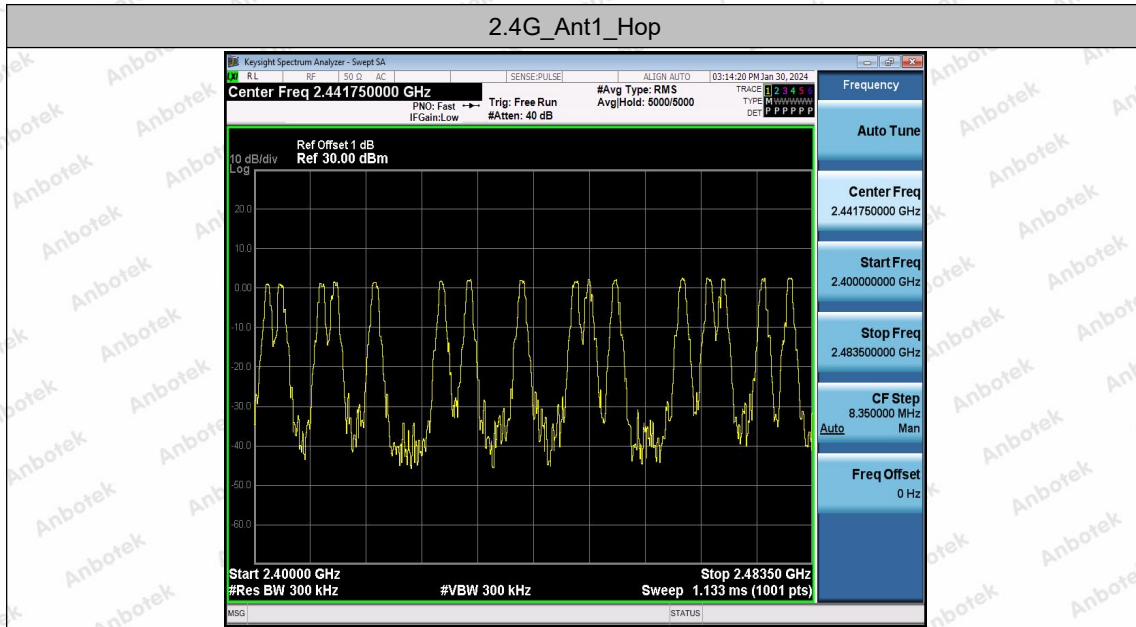 2.4G_Ant1_Hop
Keysight Spectrum Analyzer - Swept SA
RL RF 50 Ω AC SENSE:PULSE ALIGN AUTO 03:14:20 PM Jan 30, 2024
Center Freq 2.441750000 GHz
PNO: Fast
IFGain:Low
Trig: Free Run
#Atten: 40 dB
#Avg Type: RMS
Avg|Hold: 5000/5000
TRACE 1 2 3 4 5 6
TYPE M W W W W W
DET P P P P P P
Frequency
Auto Tune
Center Freq
2.441750000 GHz
Start Freq
2.400000000 GHz
Stop Freq
2.483500000 GHz
CF Step
8.350000 MHz
Auto Man
Freq Offset
0 Hz
Ref Offset 1 dB
10 dB/div Ref 30.00 dBm
Log
20.0
10.0
0.00
-10.0
-20.0
-30.0
-40.0
-50.0
-60.0
Start 2.40000 GHz Stop 2.48350 GHz
#Res BW 300 kHz #VBW 300 kHz Sweep 1.133 ms (1001 pts)
MSG STATUS
Anbotek